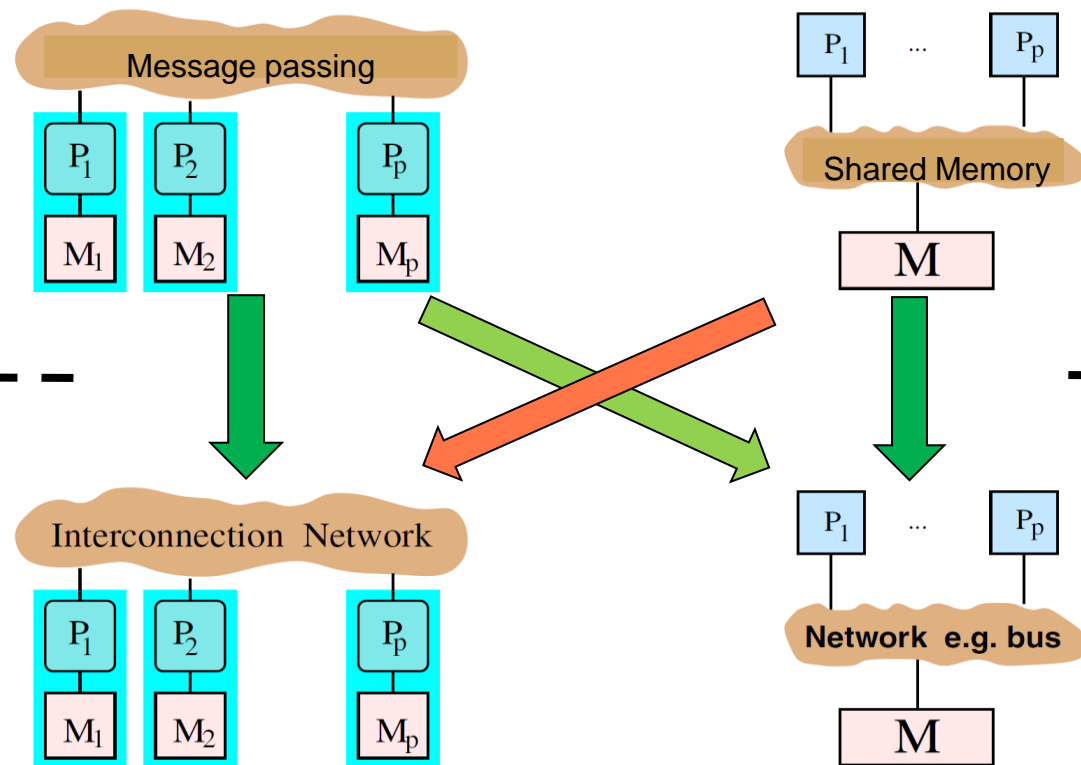 Message passing
P1 P2 Pp
M1 M2 Mp
P1 ... Pp
Shared Memory
M
Interconnection Network
P1 P2 Pp
M1 M2 Mp
P1 ... Pp
Network e.g. bus
M